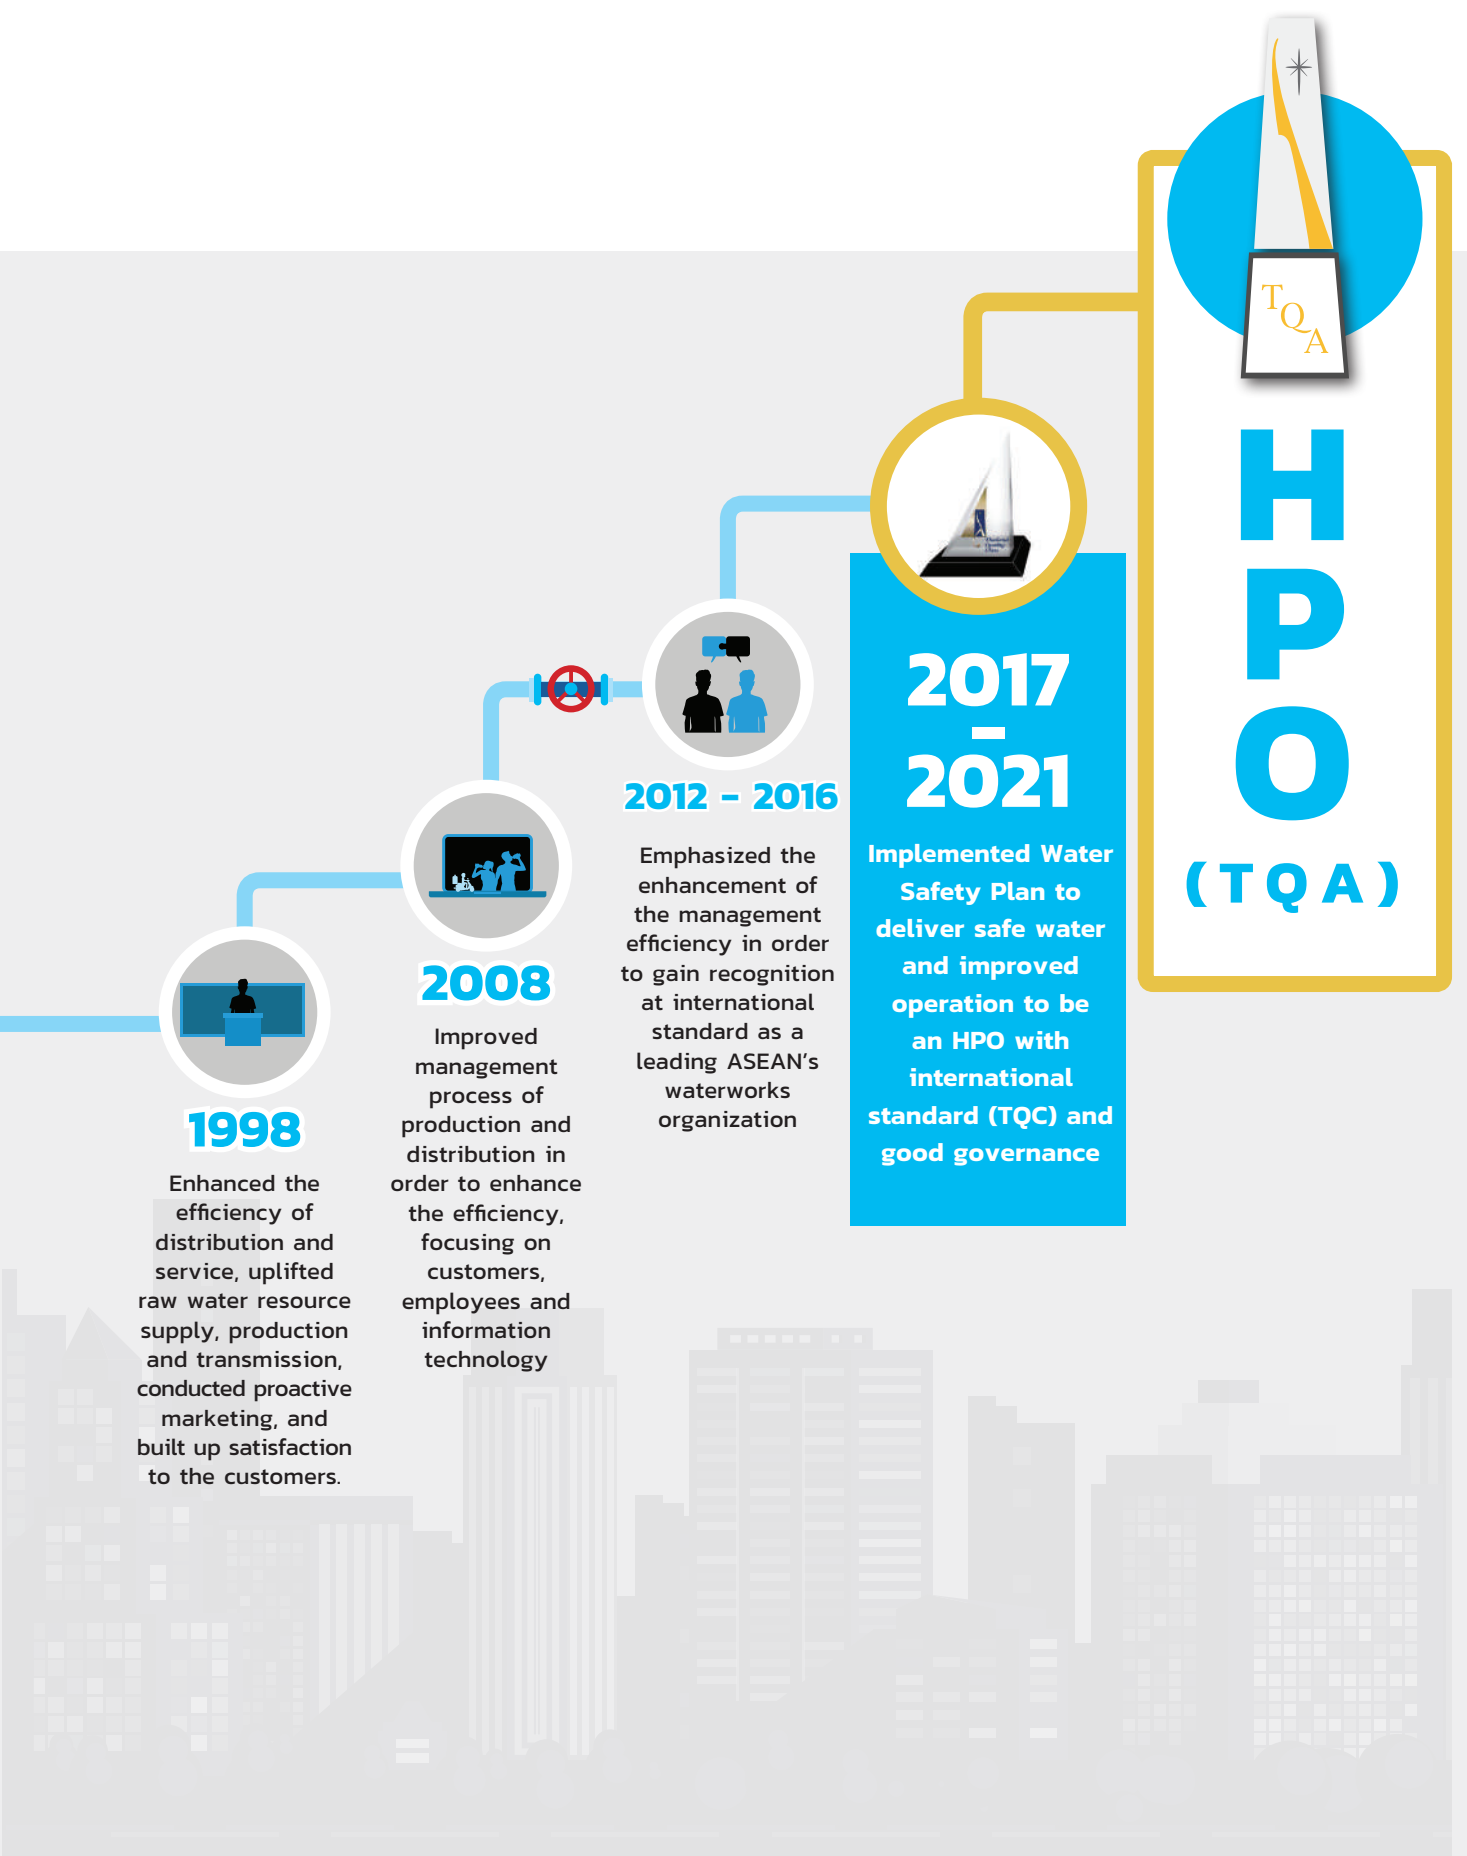 1998
Enhanced the
efficiency of
distribution and
service, uplifted
raw water resource
supply, production
and transmission,
conducted proactive
marketing, and
built up satisfaction
to the customers.
2008
Improved
management
process of
production and
distribution in
order to enhance
the efficiency,
focusing on
customers,
employees and
information
technology
2012 - 2016
Emphasized the
enhancement of
the management
efficiency in order
to gain recognition
at international
standard as a
leading ASEAN's
waterworks
organization
2017
-
2021
Implemented Water
Safety Plan to
deliver safe water
and improved
operation to be
an HPO with
international
standard (TQC) and
good governance
T
Q
A
H
P
O
(TQA)